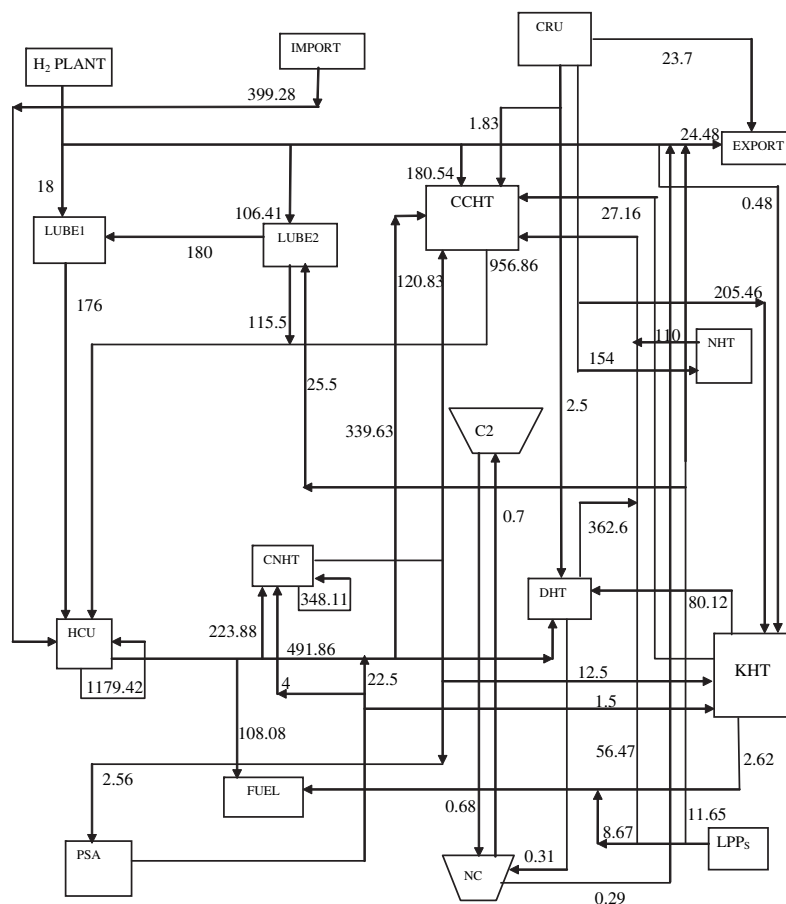 CRU
IMPORT
H₂ PLANT
23.7
399.28
1.83
24.48
EXPORT
18
180.54
CCHT
106.41
27.16
0.48
LUBE1
LUBE2
180
956.86
120.83
176
205.46
115.5
110
NHT
154
25.5
2.5
339.63
C2
0.7
362.6
CNHT
348.11
DHT
80.12
223.88
HCU
491.86
KHT
1179.42
4
22.5
12.5
1.5
108.08
56.47
2.62
2.56
FUEL
0.68
11.65
8.67
LPPS
PSA
0.31
NC
0.29